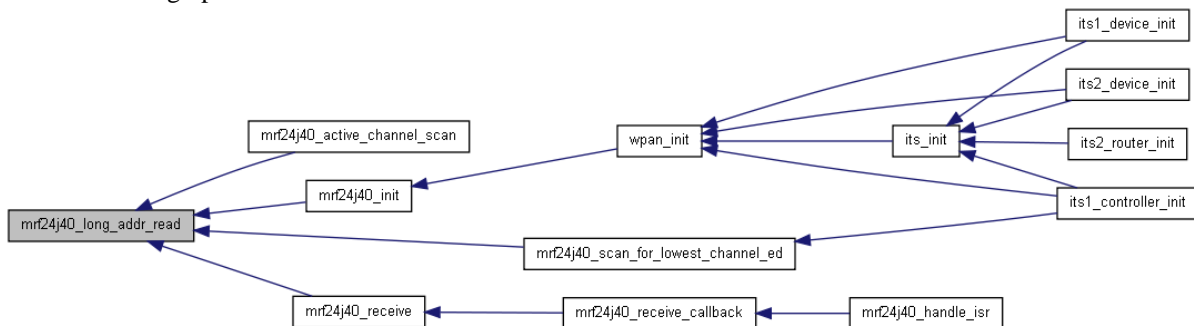 its1_device_init
its2_device_init
mrf24j40_active_channel_scan
wpan_init
its_init
its2_router_init
mrf24j40_init
its1_controller_init
mrf24j40_long_addr_read
mrf24j40_scan_for_lowest_channel_ed
mrf24j40_receive
mrf24j40_receive_callback
mrf24j40_handle_isr